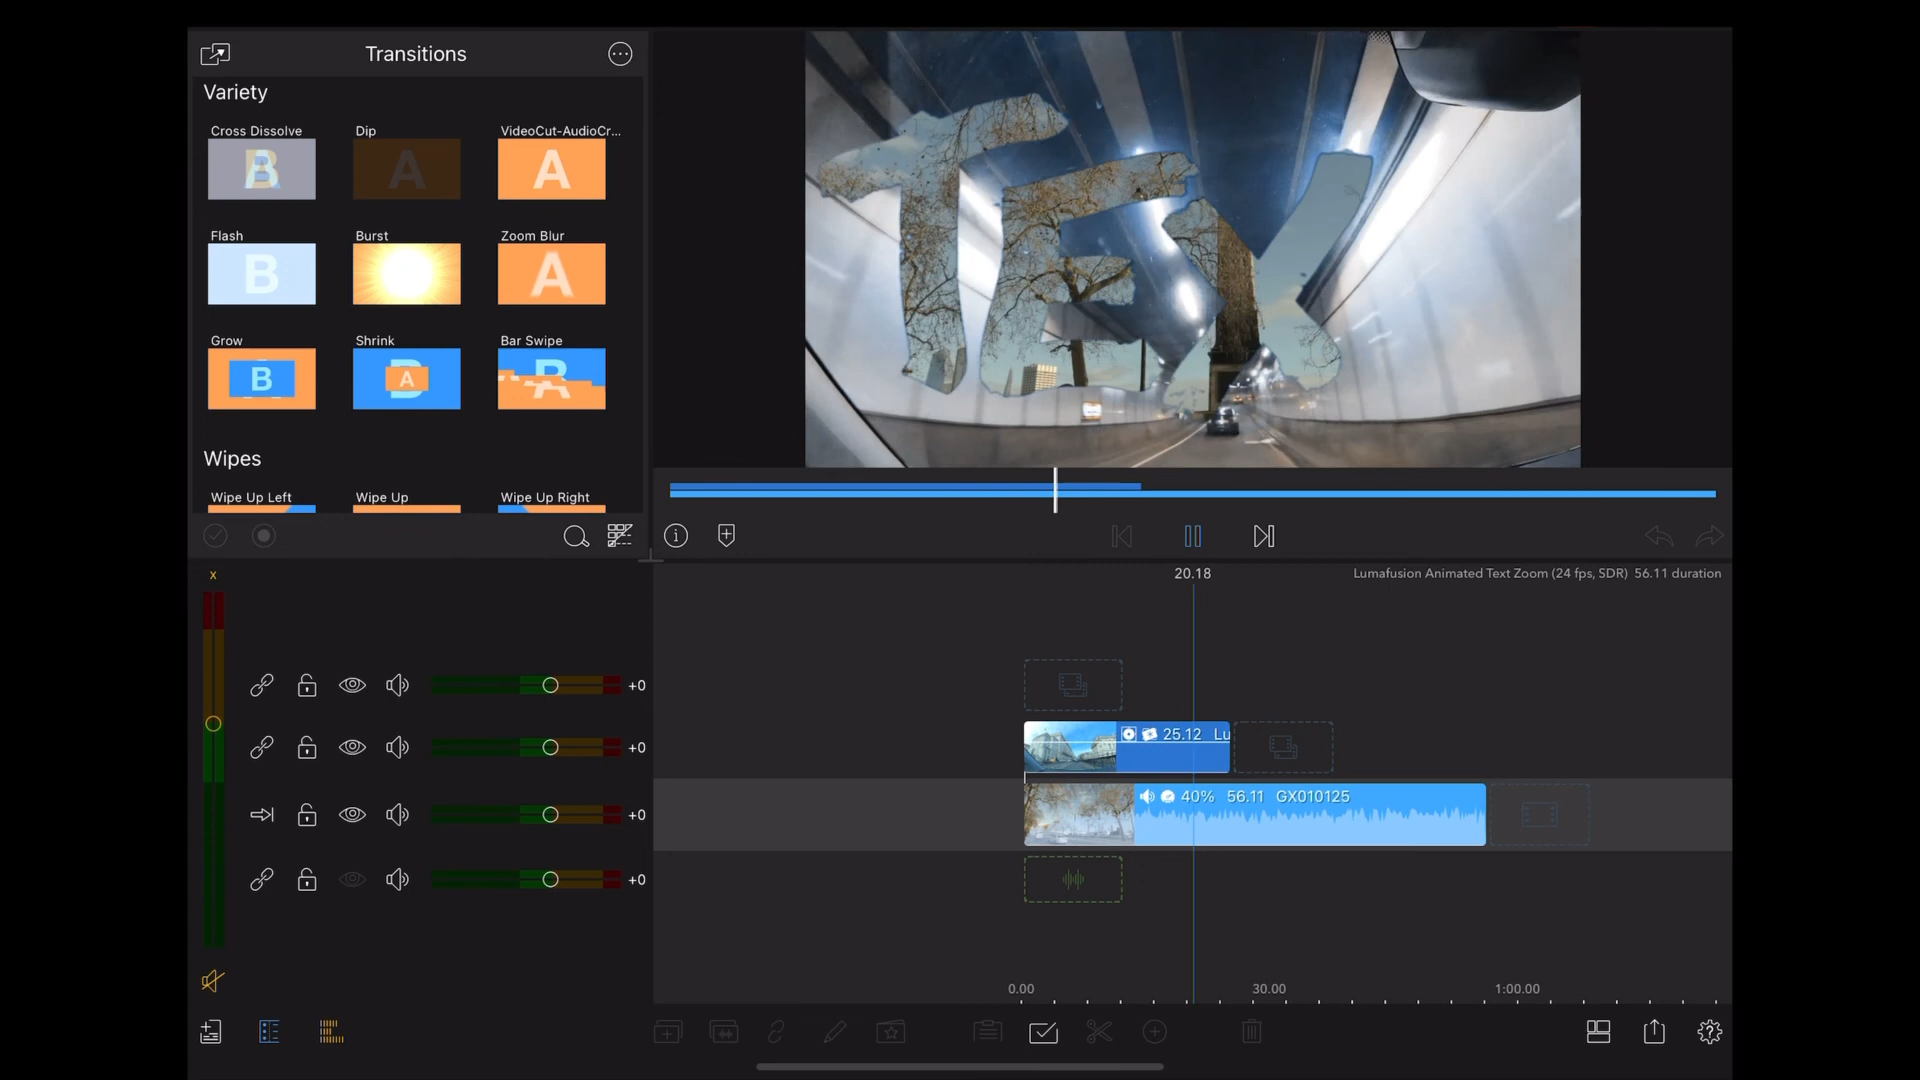 Transitions
Variety
Cross Dissolve
Dip
VideoCut-AudioCr...
B
A
A
Flash
Burst
Zoom Blur
B
A
Grow
Shrink
Bar Swipe
B
A
Wipes
Wipe Up Left
Wipe Up
Wipe Up Right
TEX
20.18
Lumafusion Animated Text Zoom (24 fps, SDR) 56.11 duration
x
+0
+0
25.12 Lu
+0
40% 56.11 GX010125
+0
0.00
30.00
1:00.00